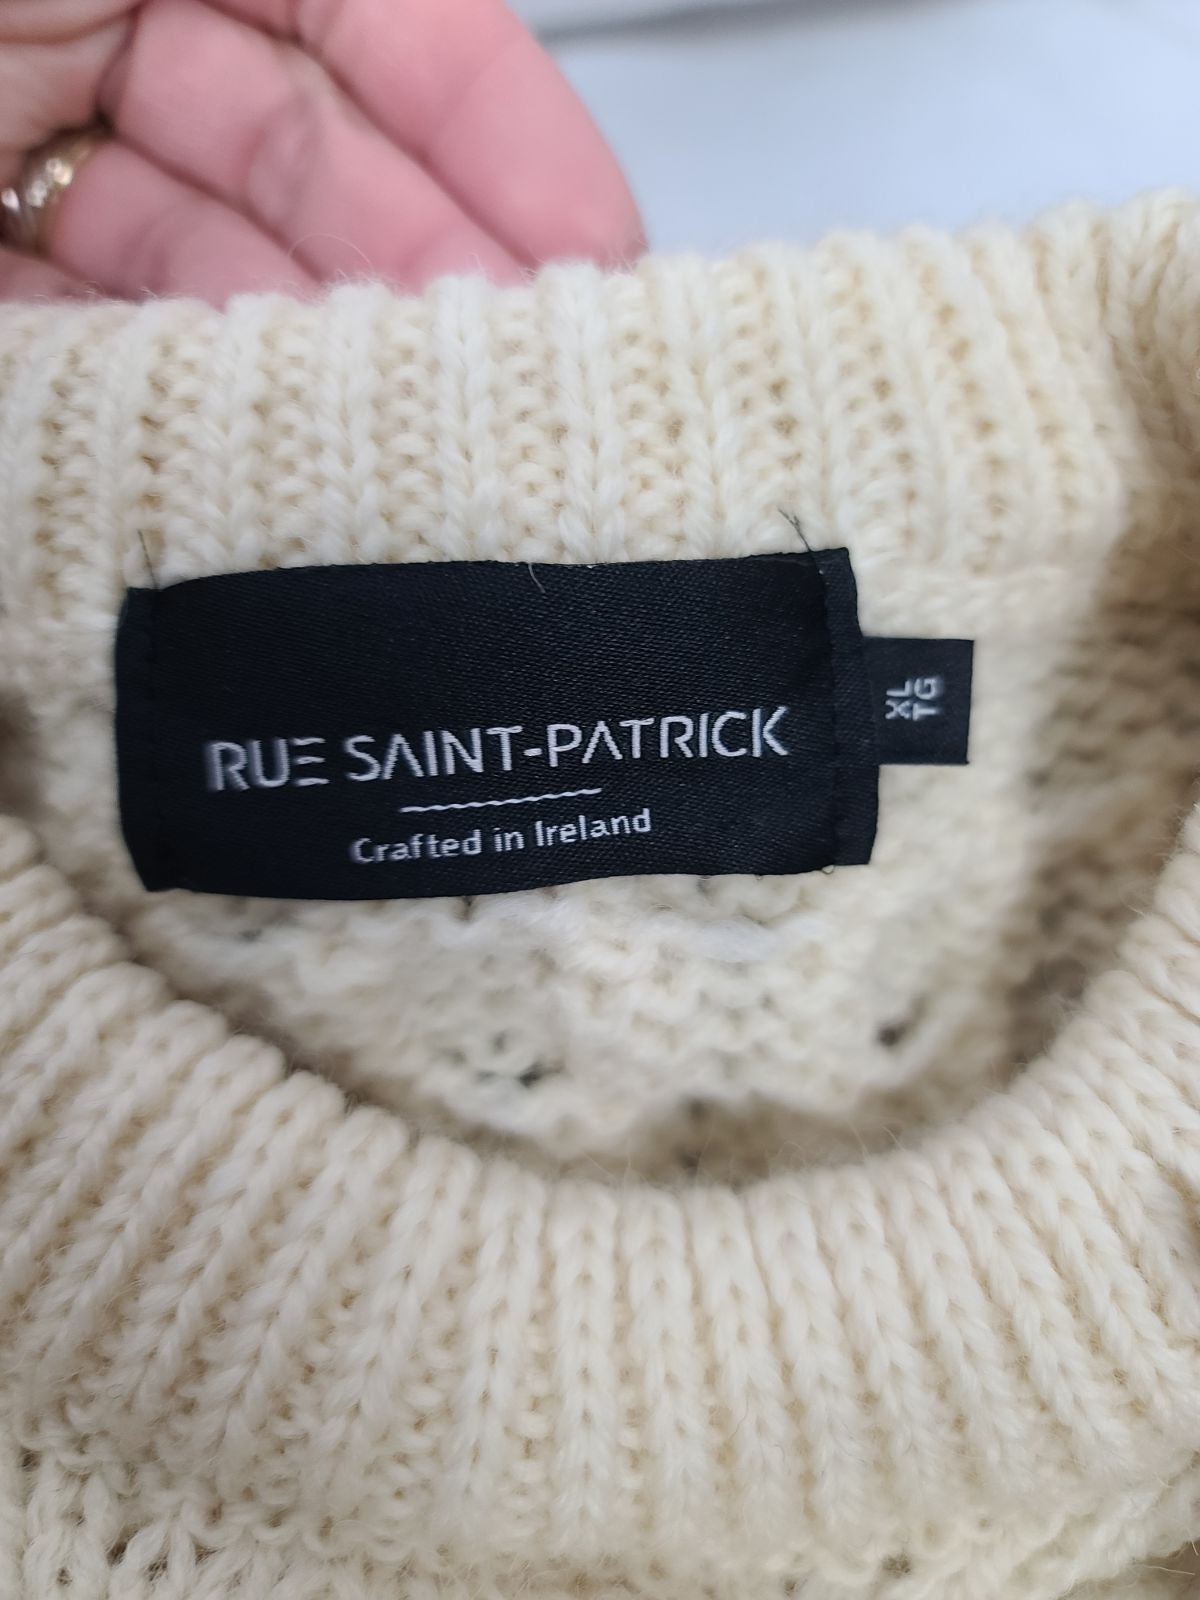 RUE SAINT-PATRICK
Crafted in Ireland
XL
TG